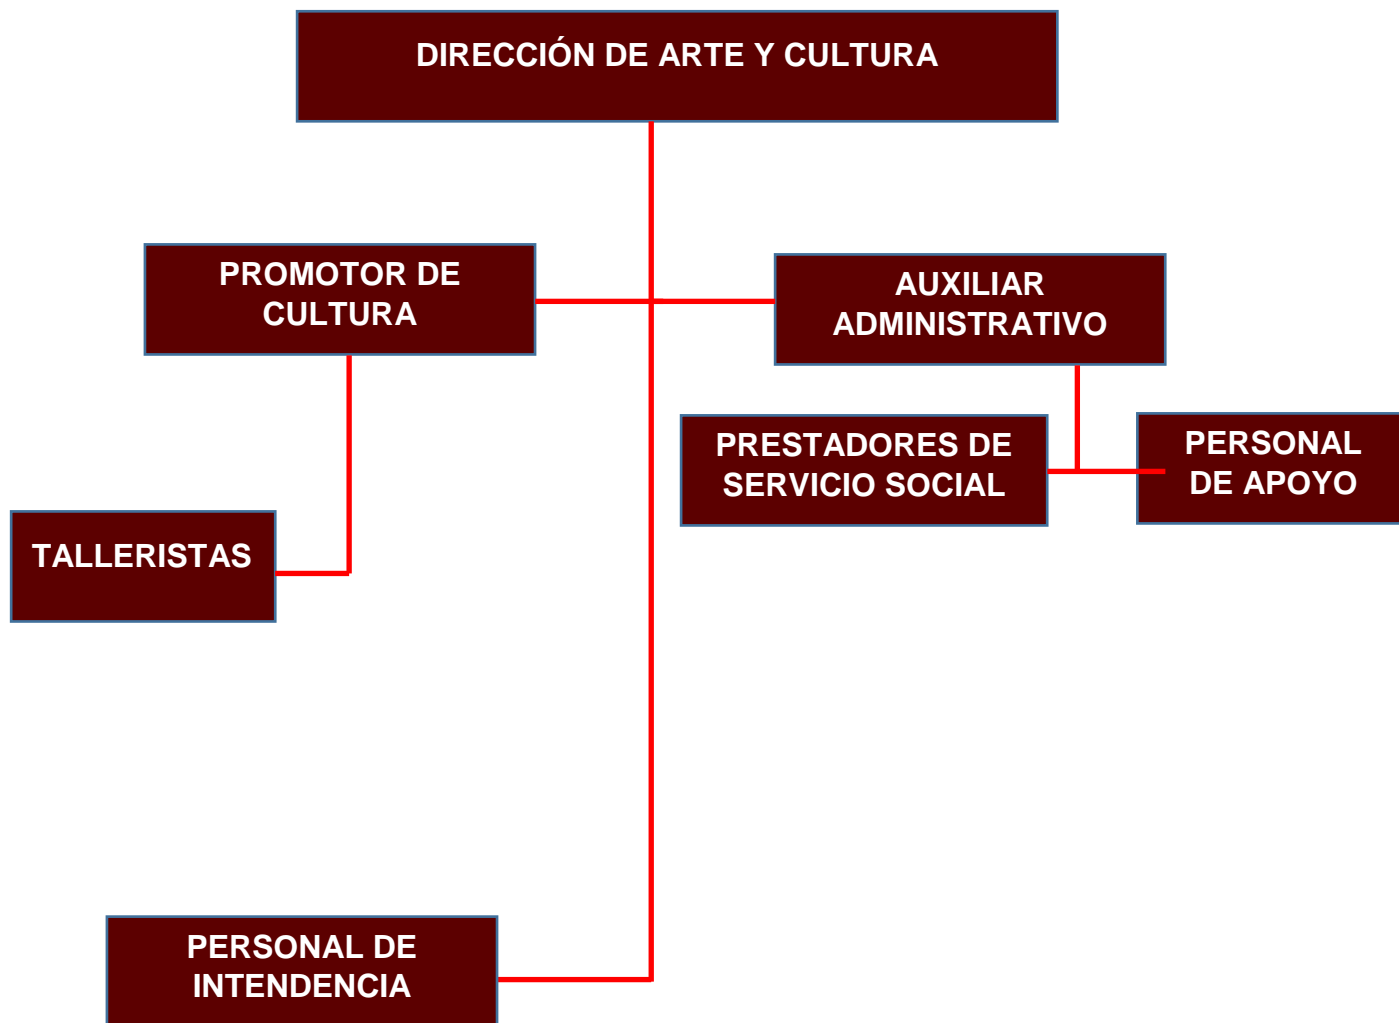 DIRECCIÓN DE ARTE Y CULTURA
PROMOTOR DE
CULTURA
AUXILIAR
ADMINISTRATIVO
PRESTADORES DE
SERVICIO SOCIAL
PERSONAL
DE APOYO
TALLERISTAS
PERSONAL DE
INTENDENCIA